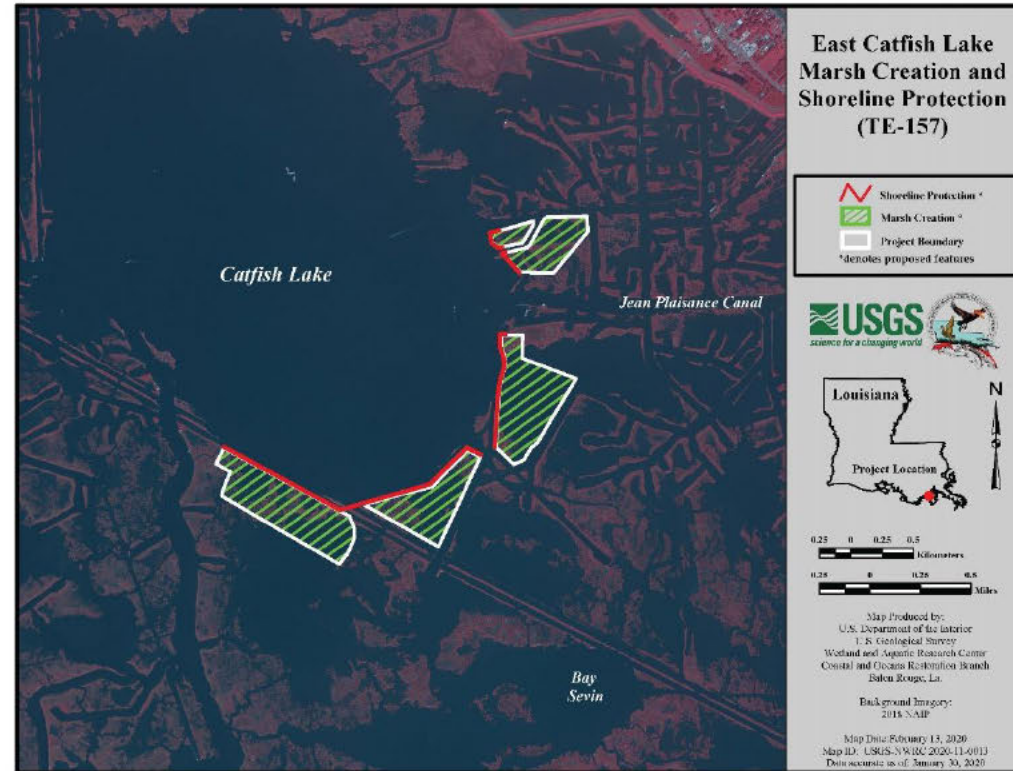 East Catfish Lake
Marsh Creation and
Shoreline Protection
(TE-157)
Shoreline Protection *
Marsh Creation *
Project Boundary
*denotes proposed features
Catfish Lake
Jean Plaisance Canal
Bay
Sevin
USGS
science for a changing world
Louisiana
N
Project Location
0.25 0 0.25 0.5
Kilometers
0.25 0 0.25 0.5
Miles
Map Produced by:
U.S. Department of the Interior
U.S. Geological Survey
Wetland and Aquatic Research Center
Coastal and Oceans Restoration Branch
Baton Rouge, La.
Background Imagery:
2018 NAIP
Map Date: February 13, 2020
Map ID: USGS-NWRC 2020-11-0013
Data accurate as of: January 30, 2020